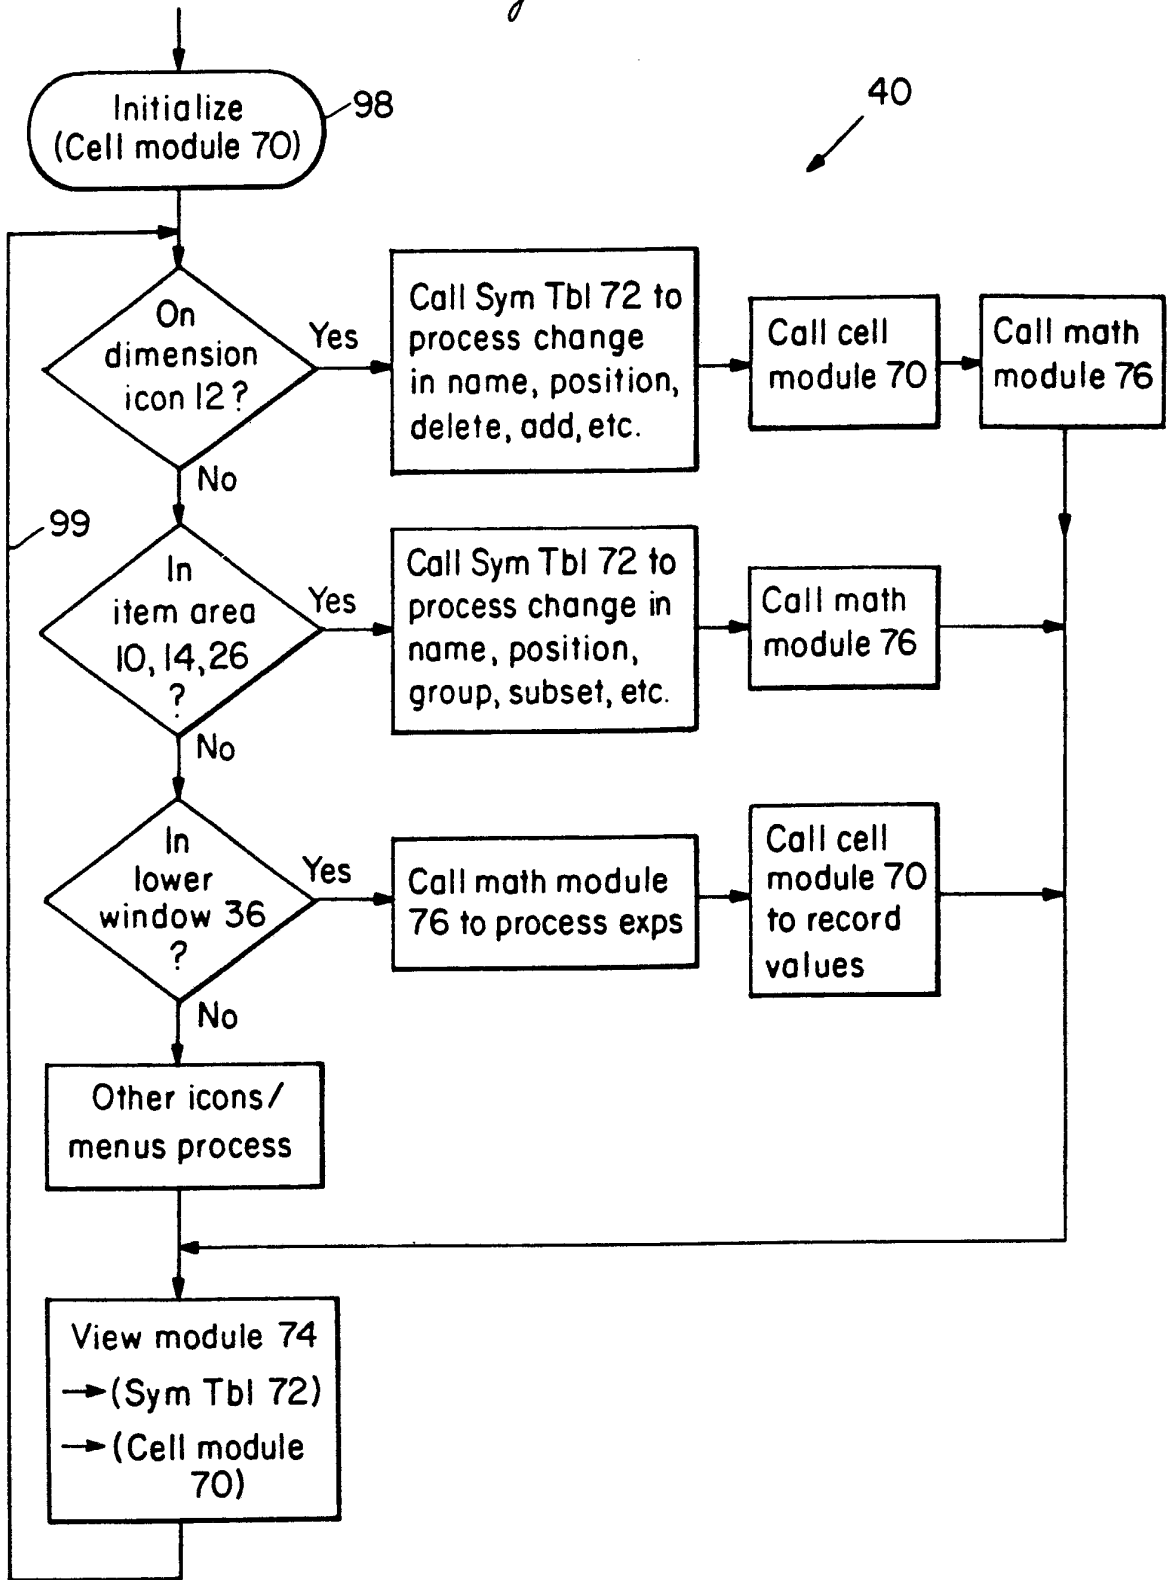 Initialize
(Cell module 70)
98
40
On
dimension
icon 12?
Yes
Call Sym Tbl 72 to
process change
in name, position,
delete, add, etc.
Call cell
module 70
Call math
module 76
No
99
In
item area
10, 14, 26
?
Yes
Call Sym Tbl 72 to
process change in
name, position,
group, subset, etc.
Call math
module 76
No
In
lower
window 36
?
Yes
Call math module
76 to process exps
Call cell
module 70
to record
values
No
Other icons/
menus process
View module 74
→(Sym Tbl 72)
→(Cell module
70)